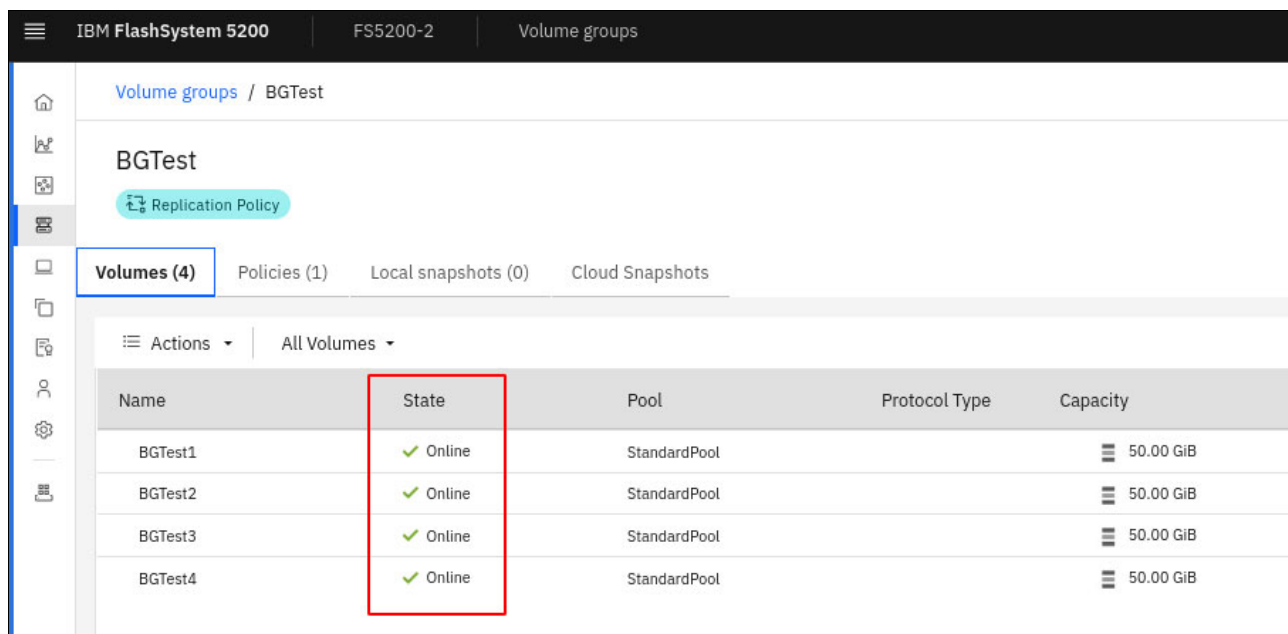 IBM FlashSystem 5200 FS5200-2 Volume groups
Volume groups / BGTest
BGTest
Replication Policy
Volumes (4) Policies (1) Local snapshots (0) Cloud Snapshots
Actions All Volumes
Name State Pool Protocol Type Capacity
BGTest1 Online StandardPool 50.00 GiB
BGTest2 Online StandardPool 50.00 GiB
BGTest3 Online StandardPool 50.00 GiB
BGTest4 Online StandardPool 50.00 GiB